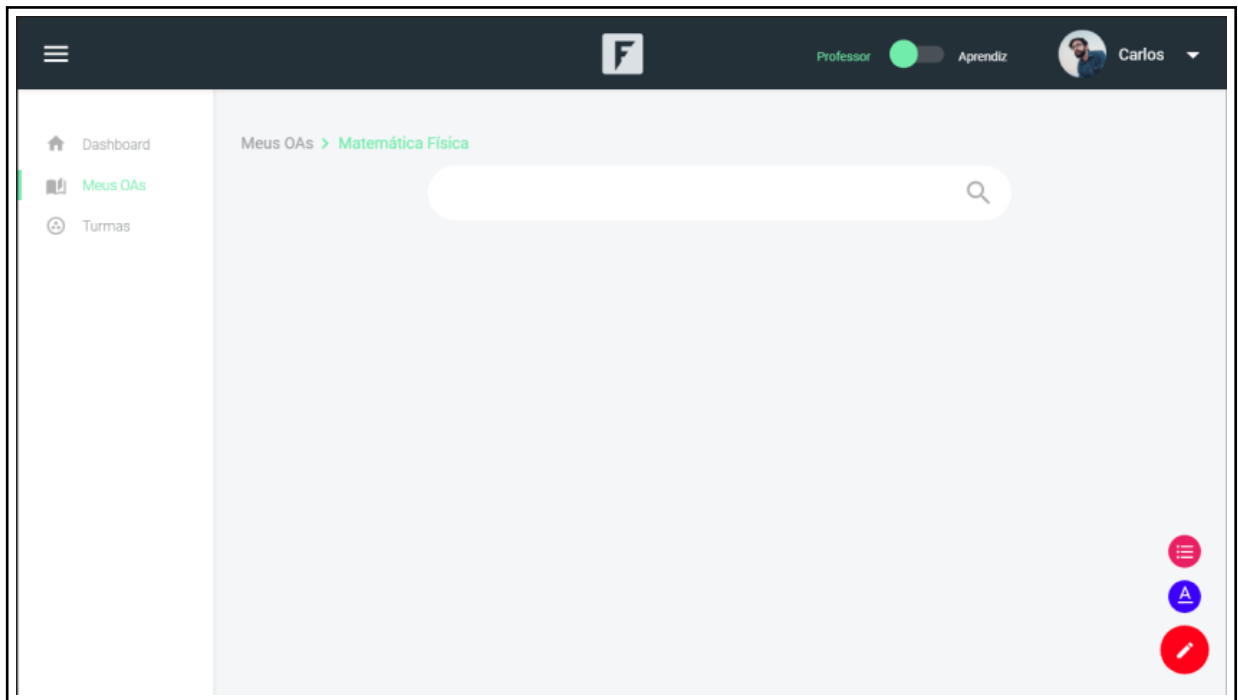 F
Professor
Aprendiz
Carlos
Dashboard
Meus OAs
Turmas
Meus OAs > Matemática Física
A